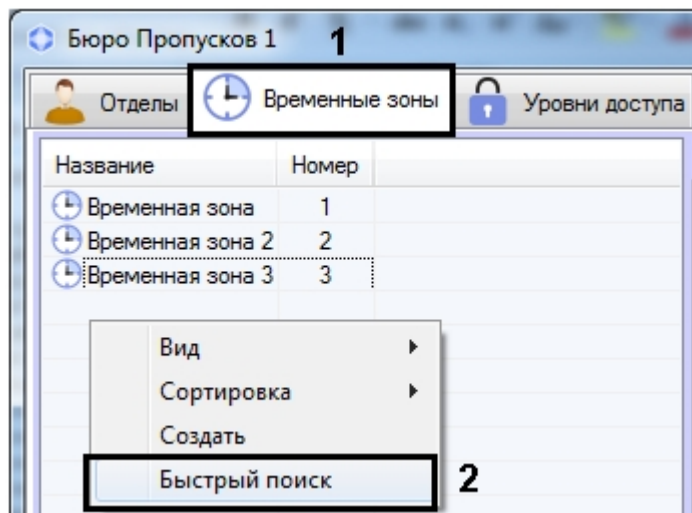 Бюро Пропусков 1
1
Отделы Временные зоны Уровни доступа
Название Номер
Временная зона 1
Временная зона 2 2
Временная зона 3 3
Вид
Сортировка
Создать
Быстрый поиск 2